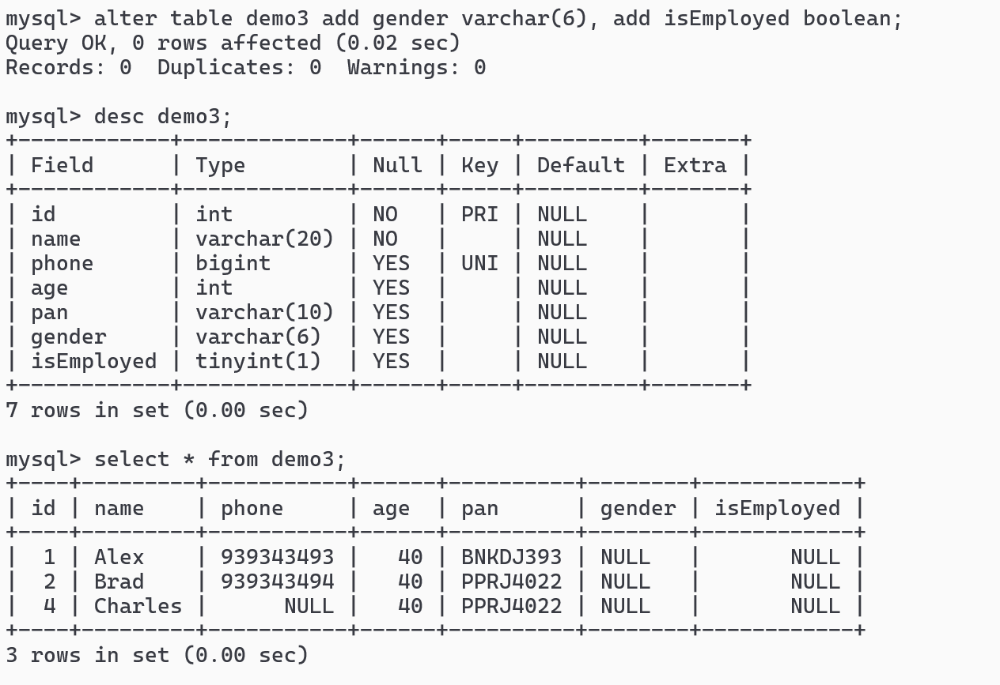 mysql> alter table demo3 add gender varchar(6), add isEmployed boolean;
Query OK, 0 rows affected (0.02 sec)
Records: 0  Duplicates: 0  Warnings: 0

mysql> desc demo3;
+------------+-------------+------+-----+---------+-------+
| Field      | Type        | Null | Key | Default | Extra |
+------------+-------------+------+-----+---------+-------+
| id         | int         | NO   | PRI | NULL    |       |
| name       | varchar(20) | NO   |     | NULL    |       |
| phone      | bigint      | YES  | UNI | NULL    |       |
| age        | int         | YES  |     | NULL    |       |
| pan        | varchar(10) | YES  |     | NULL    |       |
| gender     | varchar(6)  | YES  |     | NULL    |       |
| isEmployed | tinyint(1)  | YES  |     | NULL    |       |
+------------+-------------+------+-----+---------+-------+
7 rows in set (0.00 sec)

mysql> select * from demo3;
+----+---------+-----------+------+----------+--------+------------+
| id | name    | phone     | age  | pan      | gender | isEmployed |
+----+---------+-----------+------+----------+--------+------------+
|  1 | Alex    | 939343493 |   40 | BNKDJ393 | NULL   |       NULL |
|  2 | Brad    | 939343494 |   40 | PPRJ4022 | NULL   |       NULL |
|  4 | Charles |      NULL |   40 | PPRJ4022 | NULL   |       NULL |
+----+---------+-----------+------+----------+--------+------------+
3 rows in set (0.00 sec)